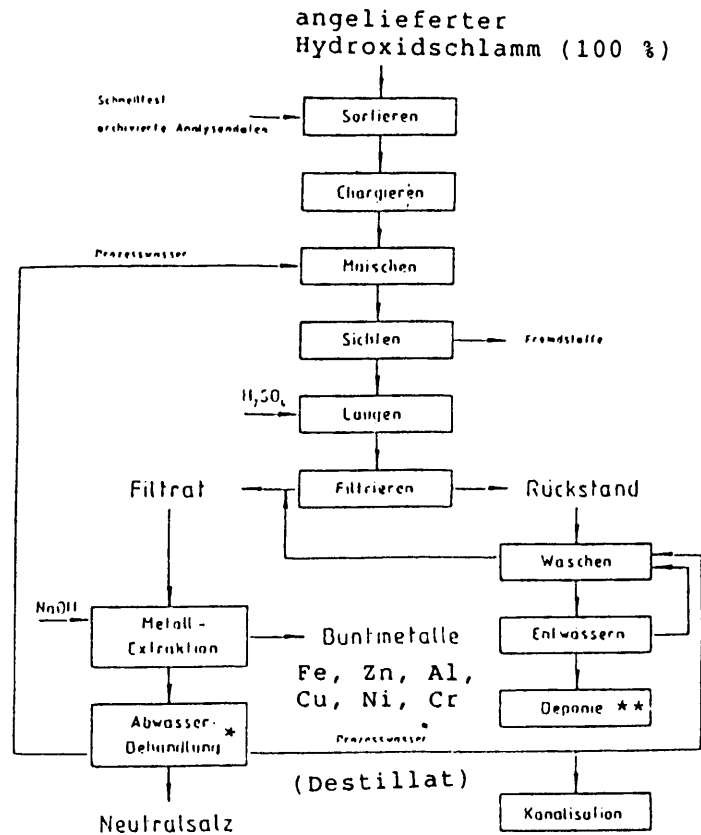 angelieferter
Hydroxidschlamm (100 %)
Schnelltest
archivierte Analysendaten
Sortieren
Chargieren
Prozesswasser
Maischen
Sichten
Fremdstoffe
H₂SO₄
Laugen
Filtrat
Filtrieren
Rückstand
Waschen
NaOH
Metall-
Extraktion
Buntmetalle
Entwässern
Fe, Zn, Al,
Cu, Ni, Cr
Deponie **
Abwasser-
Behandlung *
Prozesswasser
(Destillat)
Neutralsalz
Kanalisation